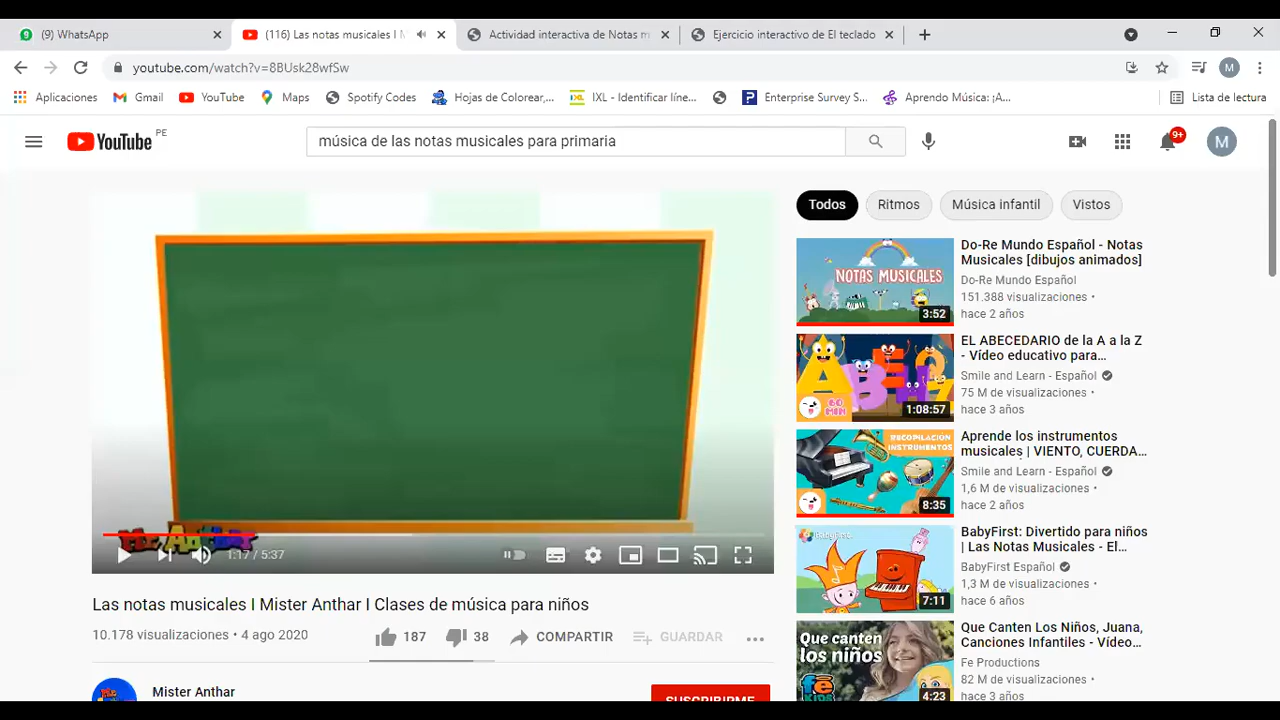 (9) WhatsApp
(116) Las notas musicales I M
Actividad interactiva de Notas m
Ejercicio interactivo de El teclado
youtube.com/watch?v=8BUsk28wfSw
M
Aplicaciones
Gmail
YouTube
Maps
Spotify Codes
Hojas de Colorear,...
IXL - Identificar líne...
Enterprise Survey S...
Aprendo Música: ¡A...
Lista de lectura
YouTube PE
música de las notas musicales para primaria
9+
M
Todos
Ritmos
Música infantil
Vistos
NOTAS MUSICALES
3:52
Do-Re Mundo Español - Notas
Musicales [dibujos animados]
Do-Re Mundo Español
151.388 visualizaciones •
hace 2 años
60 MIN
1:08:57
EL ABECEDARIO de la A a la Z
- Vídeo educativo para...
Smile and Learn - Español
75 M de visualizaciones •
hace 3 años
RECOPILACIÓN
INSTRUMENTOS
8:35
Aprende los instrumentos
musicales | VIENTO, CUERDA...
Smile and Learn - Español
1,6 M de visualizaciones •
hace 2 años
BabyFirst
7:11
BabyFirst: Divertido para niños
| Las Notas Musicales - El...
BabyFirst Español
1,3 M de visualizaciones •
hace 6 años
Que canten
los niños
4:23
Que Canten Los Niños, Juana,
Canciones Infantiles - Vídeo...
Fe Productions
82 M de visualizaciones •
hace 3 años
1:17 / 5:37
Las notas musicales I Mister Anthar I Clases de música para niños
10.178 visualizaciones • 4 ago 2020
187
38
COMPARTIR
GUARDAR
Mister Anthar
SUSCRIBIRME